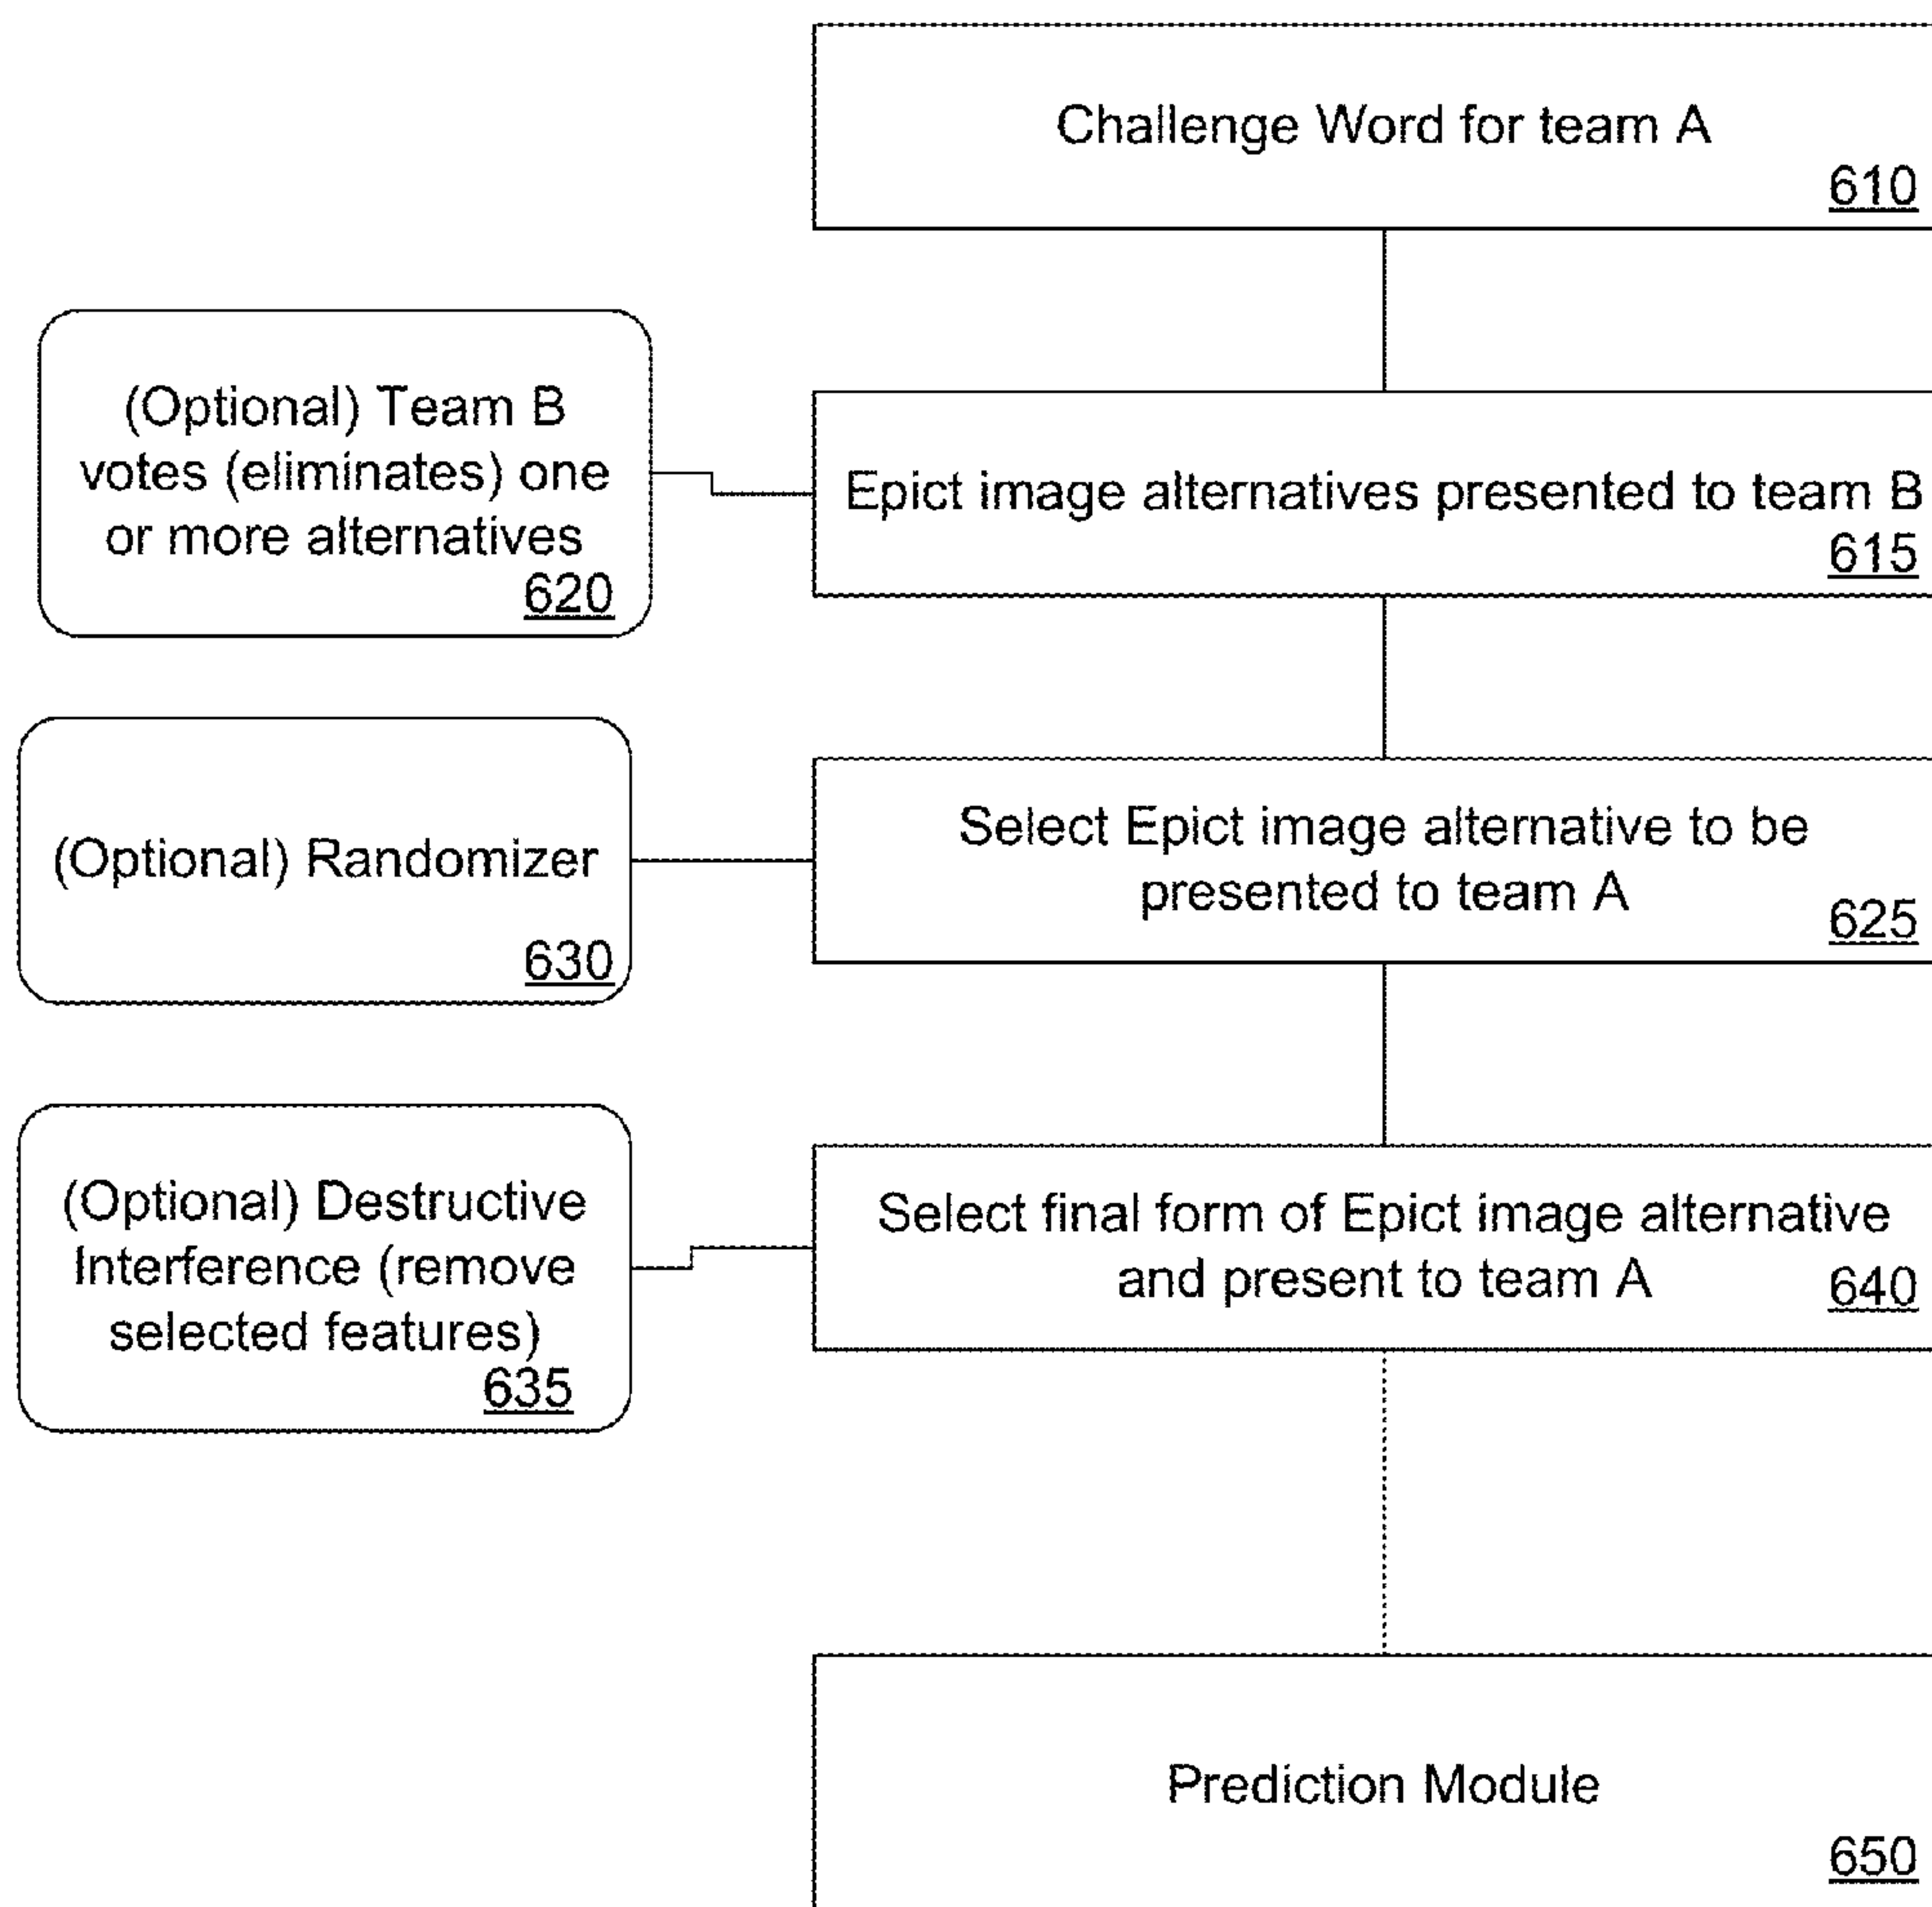 Challenge Word for team A
610
(Optional) Team B
votes (eliminates) one
or more alternatives
620
Epict image alternatives presented to team B
615
(Optional) Randomizer
630
Select Epict image alternative to be
presented to team A
625
(Optional) Destructive
Interference (remove
selected features)
635
Select final form of Epict image alternative
and present to team A
640
Prediction Module
650